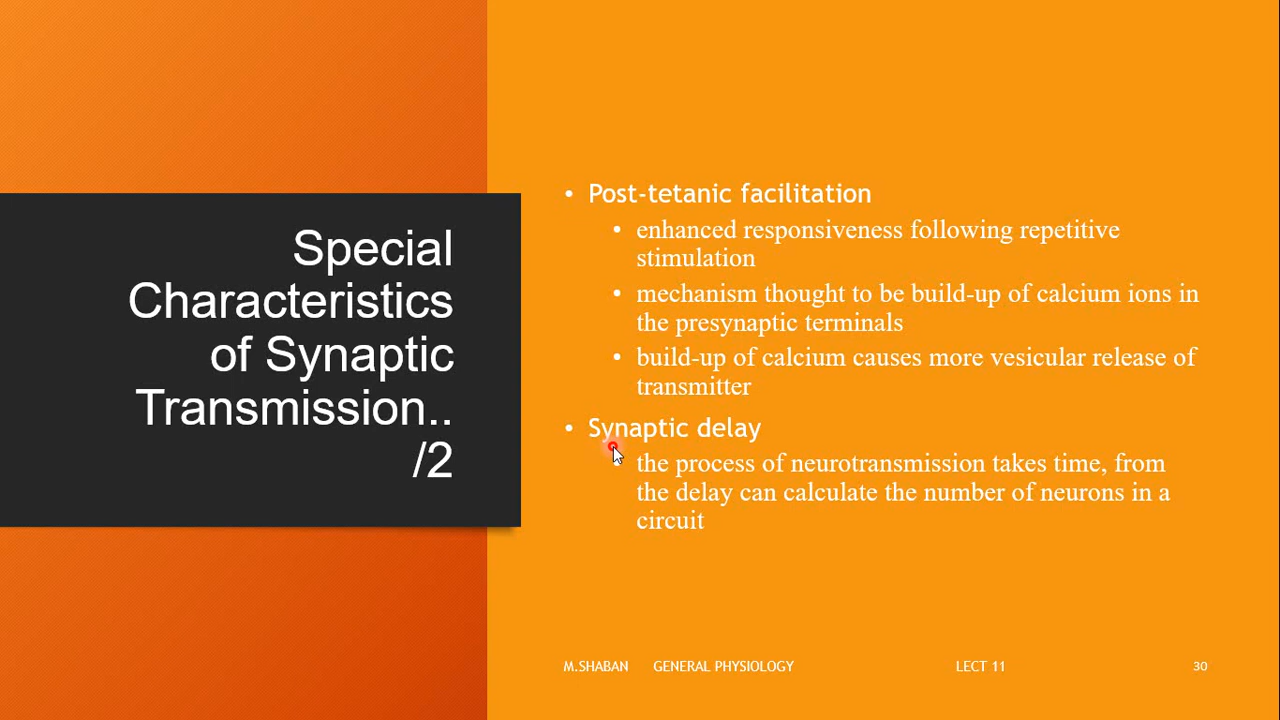 Special
Characteristics
of Synaptic
Transmission..
/2
• Post-tetanic facilitation
• enhanced responsiveness following repetitive
stimulation
• mechanism thought to be build-up of calcium ions in
the presynaptic terminals
• build-up of calcium causes more vesicular release of
transmitter
• Synaptic delay
the process of neurotransmission takes time, from
the delay can calculate the number of neurons in a
circuit
M.SHABAN GENERAL PHYSIOLOGY LECT 11 30